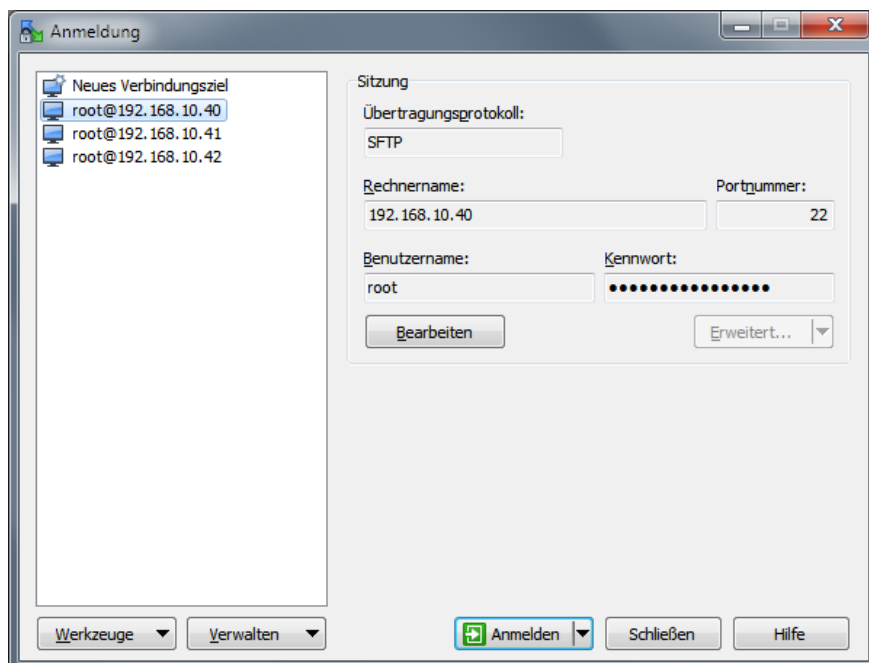 Anmeldung
Neues Verbindungsziel
root@192.168.10.40
root@192.168.10.41
root@192.168.10.42
Sitzung
Übertragungsprotokoll:
SFTP
Rechnername:
Portnummer:
192.168.10.40
22
Benutzername:
Kennwort:
root
●●●●●●●●●●●●●●●●
Bearbeiten
Erweitert...
Werkzeuge
Verwalten
Anmelden
Schließen
Hilfe